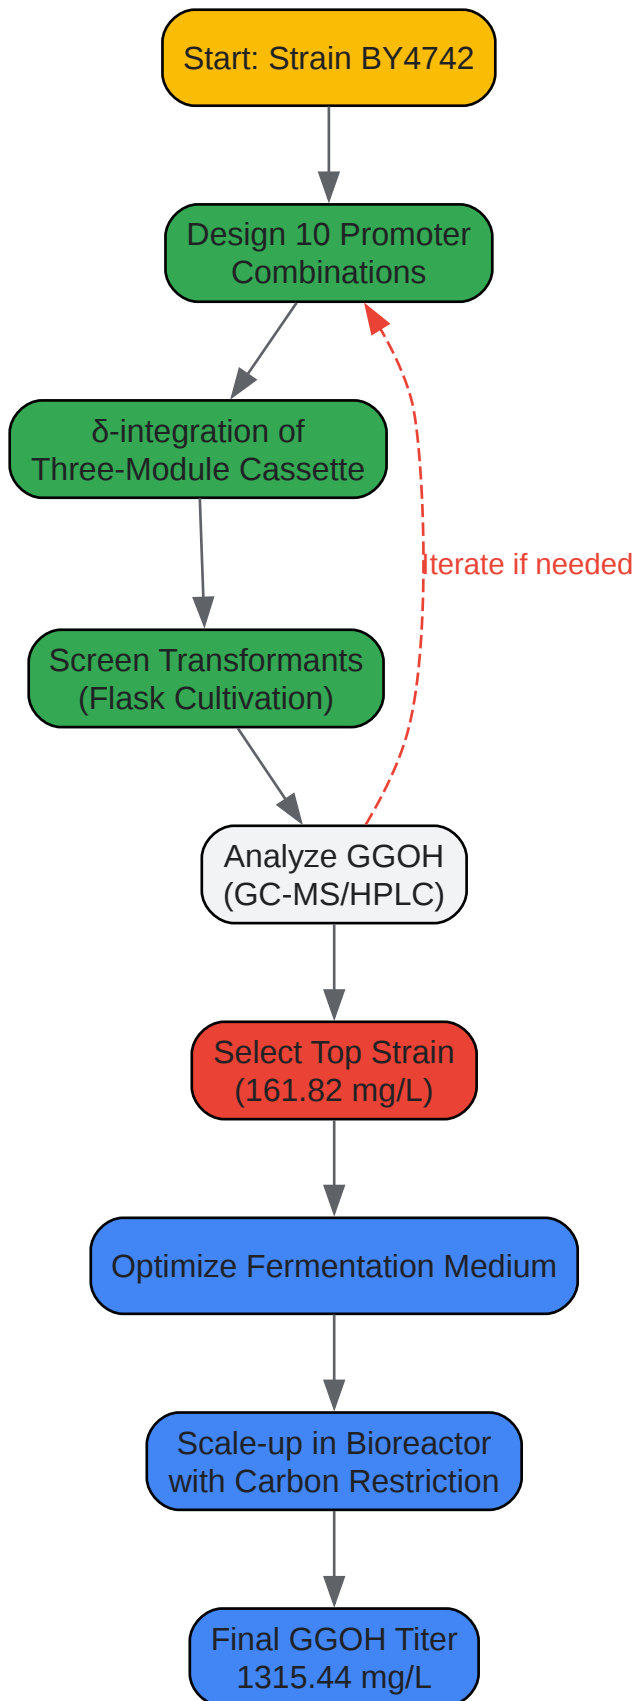 Start: Strain BY4742
Design 10 Promoter
Combinations
δ-integration of
Three-Module Cassette
Iterate if needed
Screen Transformants
(Flask Cultivation)
Analyze GGOH
(GC-MS/HPLC)
Select Top Strain
(161.82 mg/L)
Optimize Fermentation Medium
Scale-up in Bioreactor
with Carbon Restriction
Final GGOH Titer
1315.44 mg/L